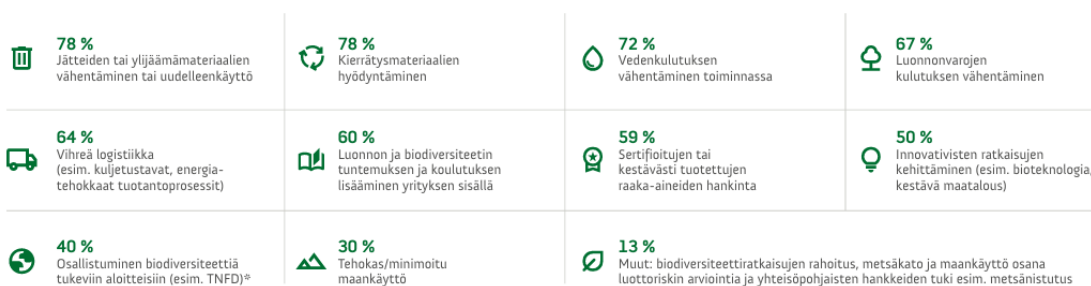 78 %
Jätteiden tai ylijäämämateriaalien
vähentäminen tai uudelleenkäyttö
78 %
Kierrätysmateriaalien
hyödyntäminen
72 %
Vedenkulutuksen
vähentäminen toiminnassa
67 %
Luonnonvarojen
kulutuksen vähentäminen
64 %
Vihreä logistiikka
(esim. kuljetustavat, energia-
tehokkaat tuotantoprosessit)
60 %
Luonnon ja biodiversiteetin
tuntemuksen ja koulutuksen
lisääminen yrityksen sisällä
59 %
Sertifioitujen tai
kestävästi tuotettujen
raaka-aineiden hankinta
50 %
Innovativisten ratkaisujen
kehittäminen (esim. bioteknologia,
kestävä maatalous)
40 %
Osallistuminen biodiversiteettiä
tukeviin aloitteisiin (esim. TNFD)*
30 %
Tehokas/minimoitu
maankäyttö
13 %
Muut: biodiversiteettiratkaisujen rahoitus, metsäkato ja maankäyttö osana
luottoriskin arviointia ja yhteisöpohjaisten hankkeiden tuki esim. metsänistutus